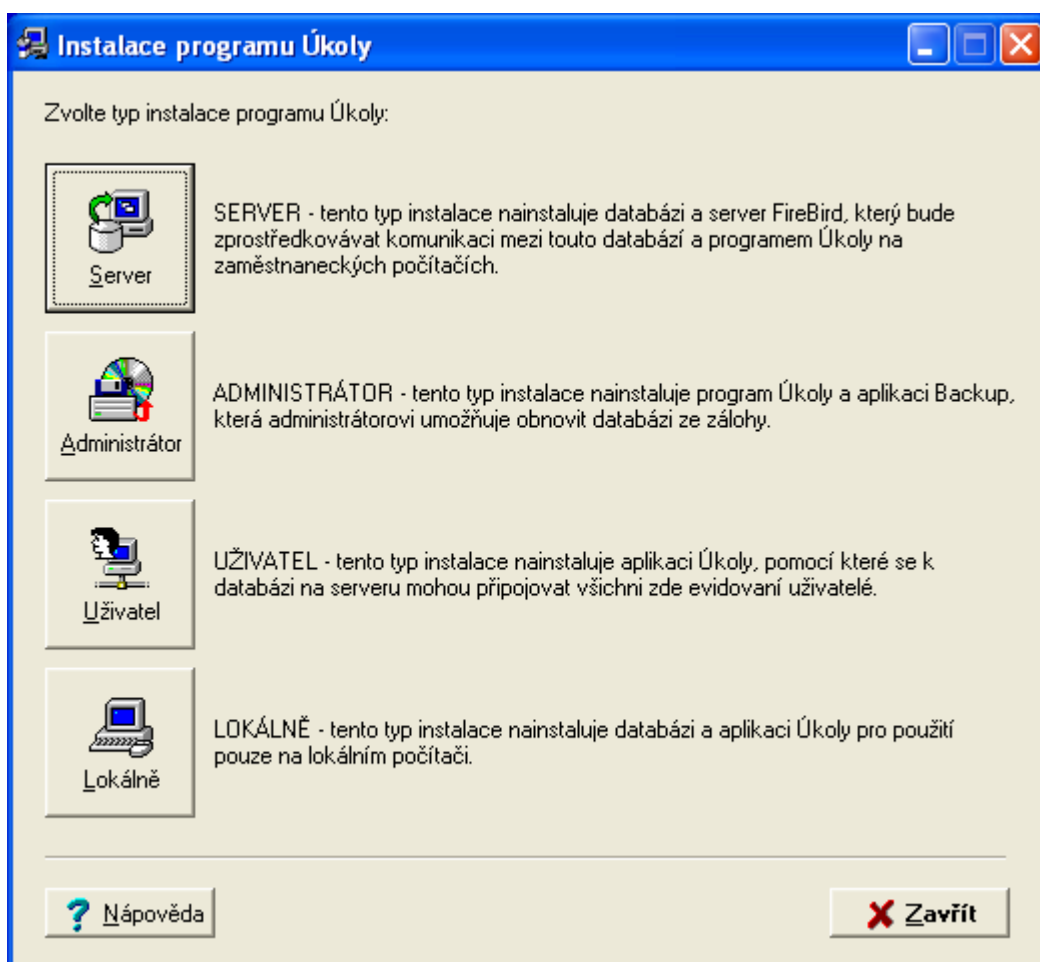 Instalace programu Úkoly
Zvolte typ instalace programu Úkoly:
Server
SERVER - tento typ instalace nainstaluje databázi a server FireBird, který bude
zprostředkovávat komunikaci mezi touto databází a programem Úkoly na
zaměstnaneckých počítačích.
Administrátor
ADMINISTRÁTOR - tento typ instalace nainstaluje program Úkoly a aplikaci Backup,
která administrátorovi umožňuje obnovit databázi ze zálohy.
Uživatel
UŽIVATEL - tento typ instalace nainstaluje aplikaci Úkoly, pomocí které se k
databázi na serveru mohou připojovat všichni zde evidovaní uživatelé.
Lokálně
LOKÁLNĚ - tento typ instalace nainstaluje databázi a aplikaci Úkoly pro použití
pouze na lokálním počítači.
Nápověda
Zavřít